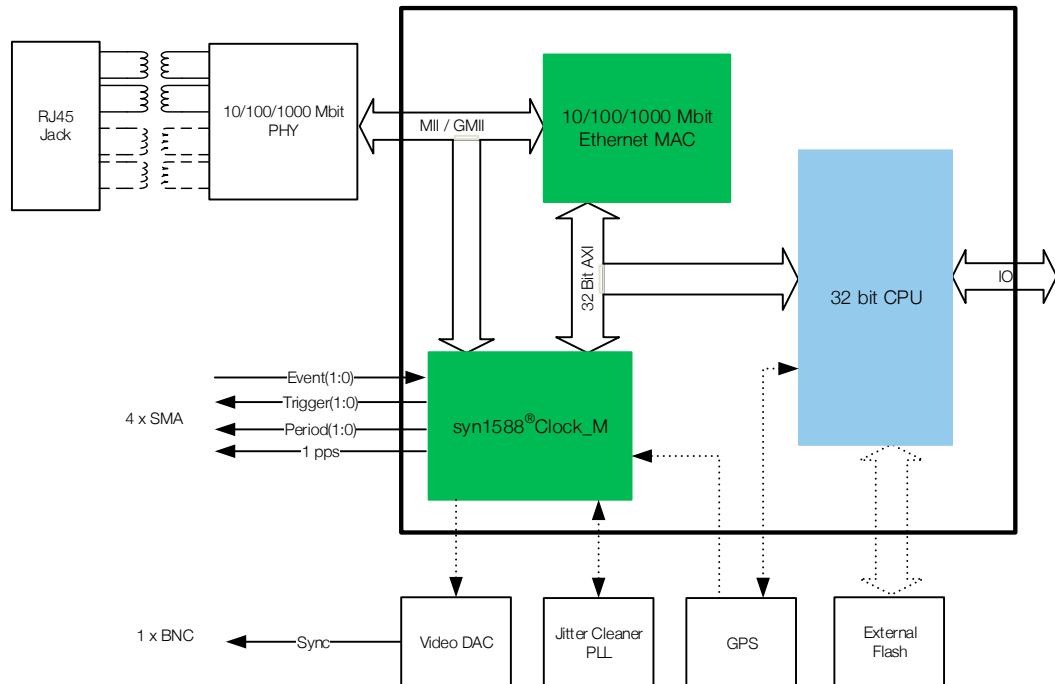 RJ45
Jack
10/100/1000 Mbit
PHY
MII / GMII
10/100/1000 Mbit
Ethernet MAC
32 Bit AXI
32 bit CPU
IO
4 x SMA
Event(1:0)
Trigger(1:0)
Period(1:0)
1 pps
syn1588®Clock_M
1 x BNC
Sync
Video DAC
Jitter Cleaner
PLL
GPS
External
Flash